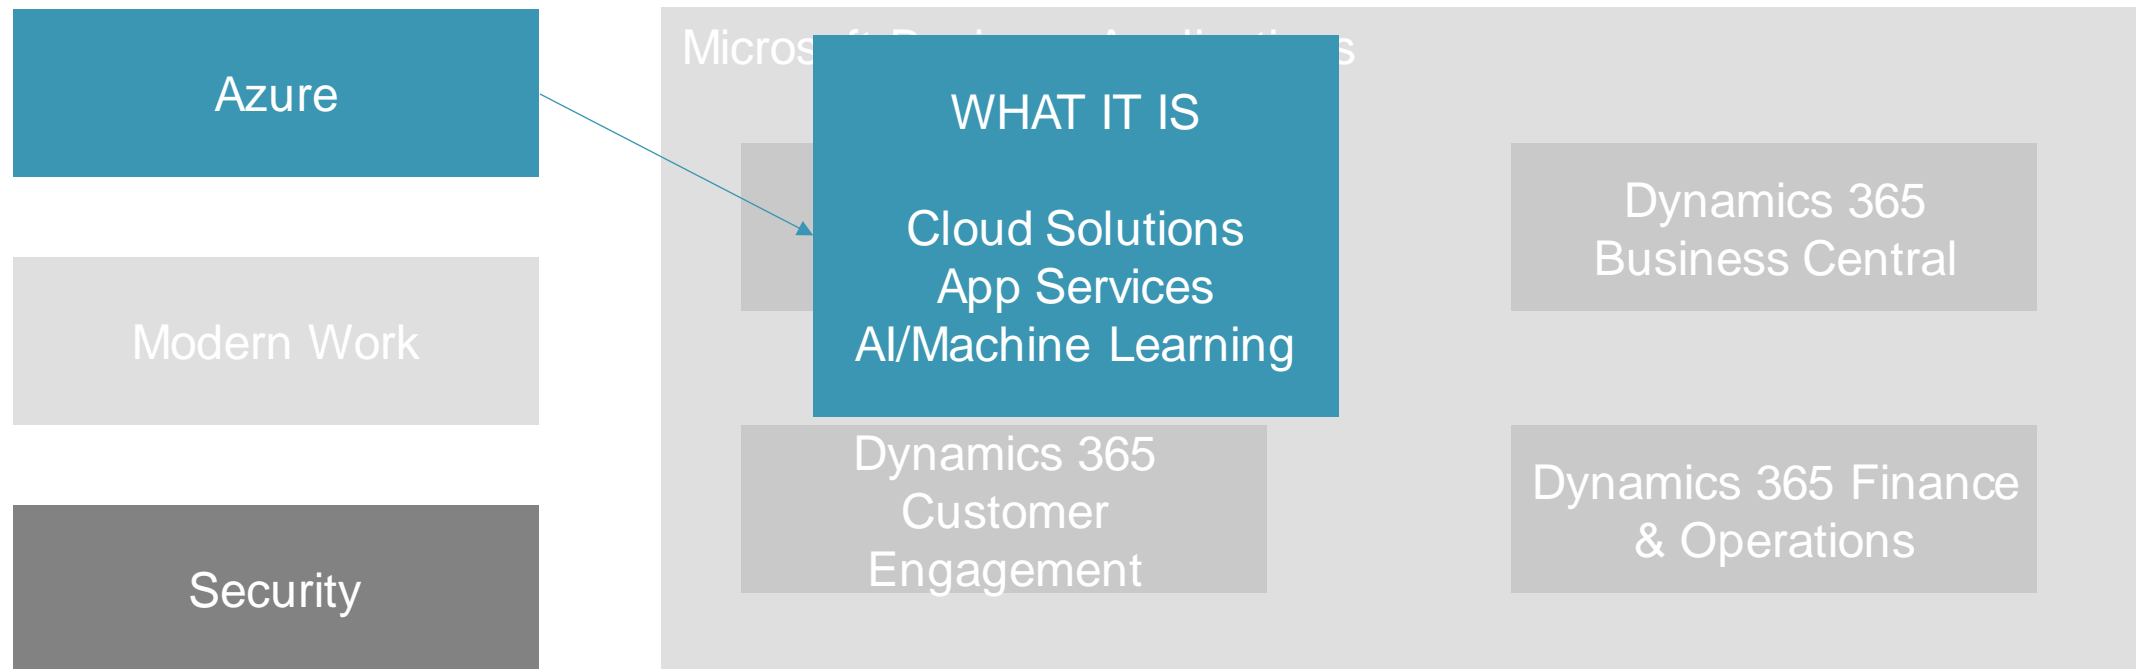 Azure
Modern Work
Security
WHAT IT IS
Cloud Solutions
App Services
AI/Machine Learning
Dynamics 365
Business Central
Dynamics 365
Customer
Engagement
Dynamics 365 Finance
& Operations